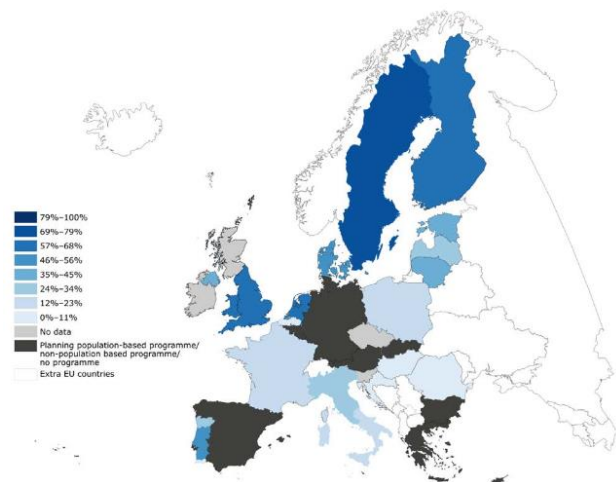 79%–100%
69%–79%
57%–68%
46%–56%
35%–45%
24%–34%
12%–23%
0%–11%
No data
Planning population-based programme/
non-population based programme/
no programme
Extra EU countries